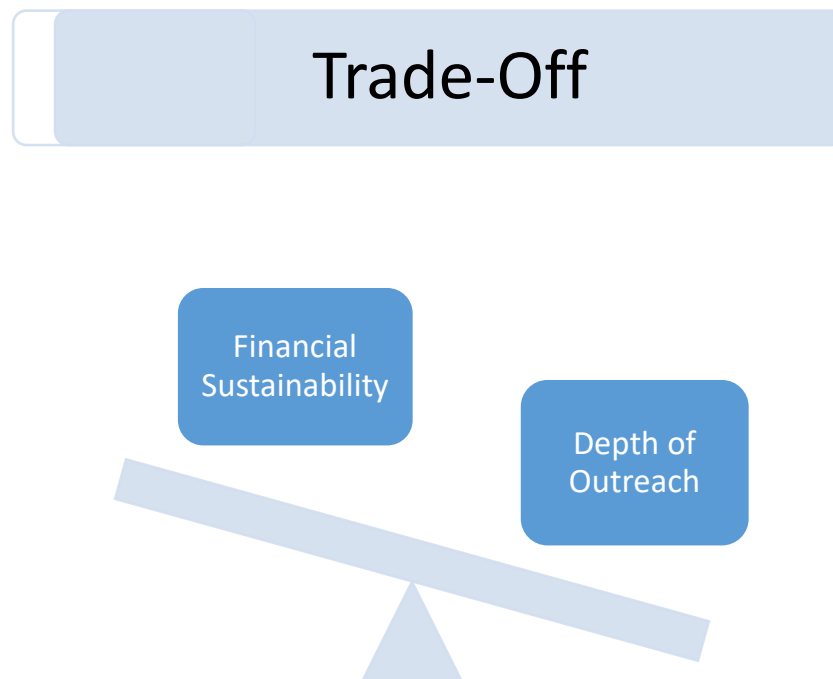 Trade-Off
Financial
Sustainability
Depth of
Outreach